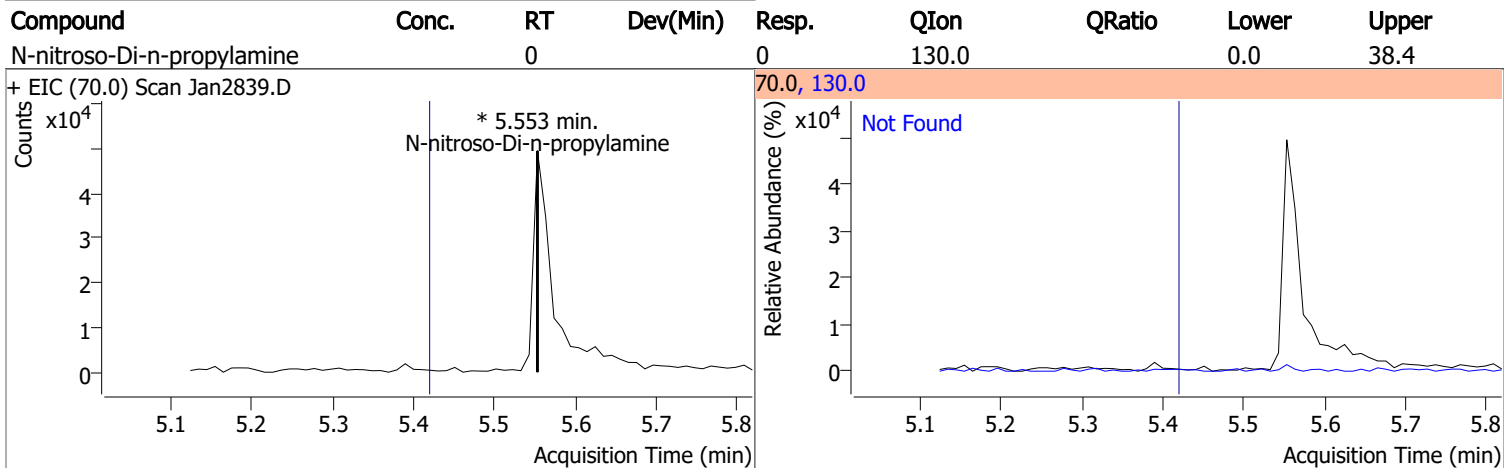 Compound Conc. RT Dev(Min) Resp. QIon QRatio Lower Upper
N-nitroso-Di-n-propylamine 0 0 130.0 0.0 38.4
+ EIC (70.0) Scan Jan2839.D
Counts
x10⁴
* 5.553 min.
N-nitroso-Di-n-propylamine
4
3
2
1
0
5.1 5.2 5.3 5.4 5.5 5.6 5.7 5.8
Acquisition Time (min)
70.0, 130.0
Relative Abundance (%)
x10⁴
Not Found
4
3
2
1
0
5.1 5.2 5.3 5.4 5.5 5.6 5.7 5.8
Acquisition Time (min)